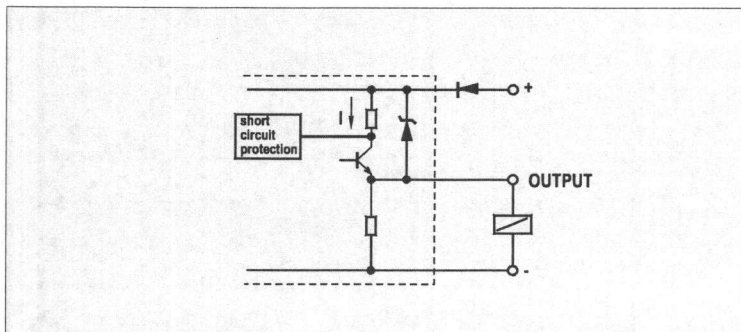 +
I
short
circuit
protection
OUTPUT
-